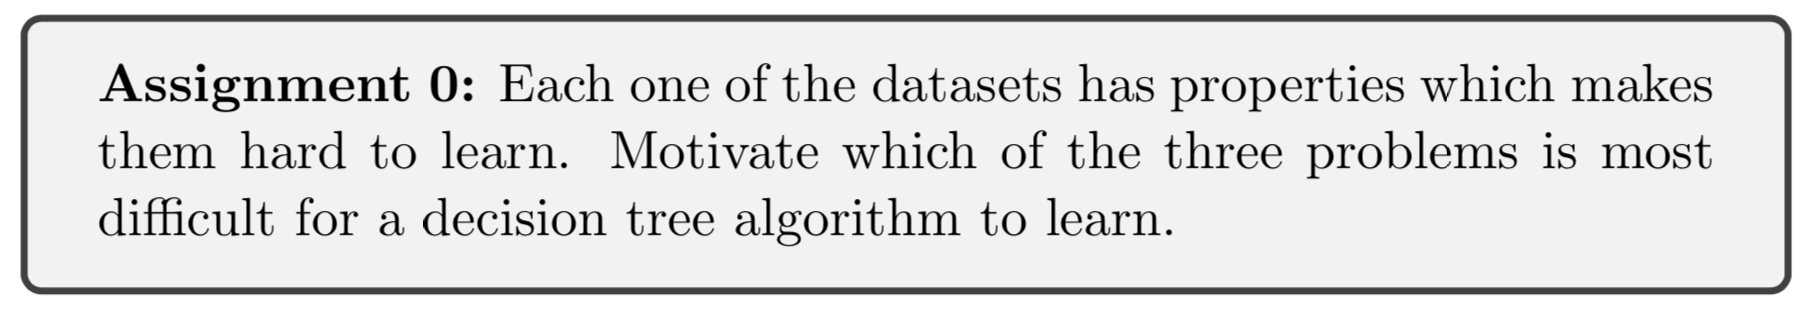 Assignment 0: Each one of the datasets has properties which makes
them hard to learn. Motivate which of the three problems is most
difficult for a decision tree algorithm to learn.